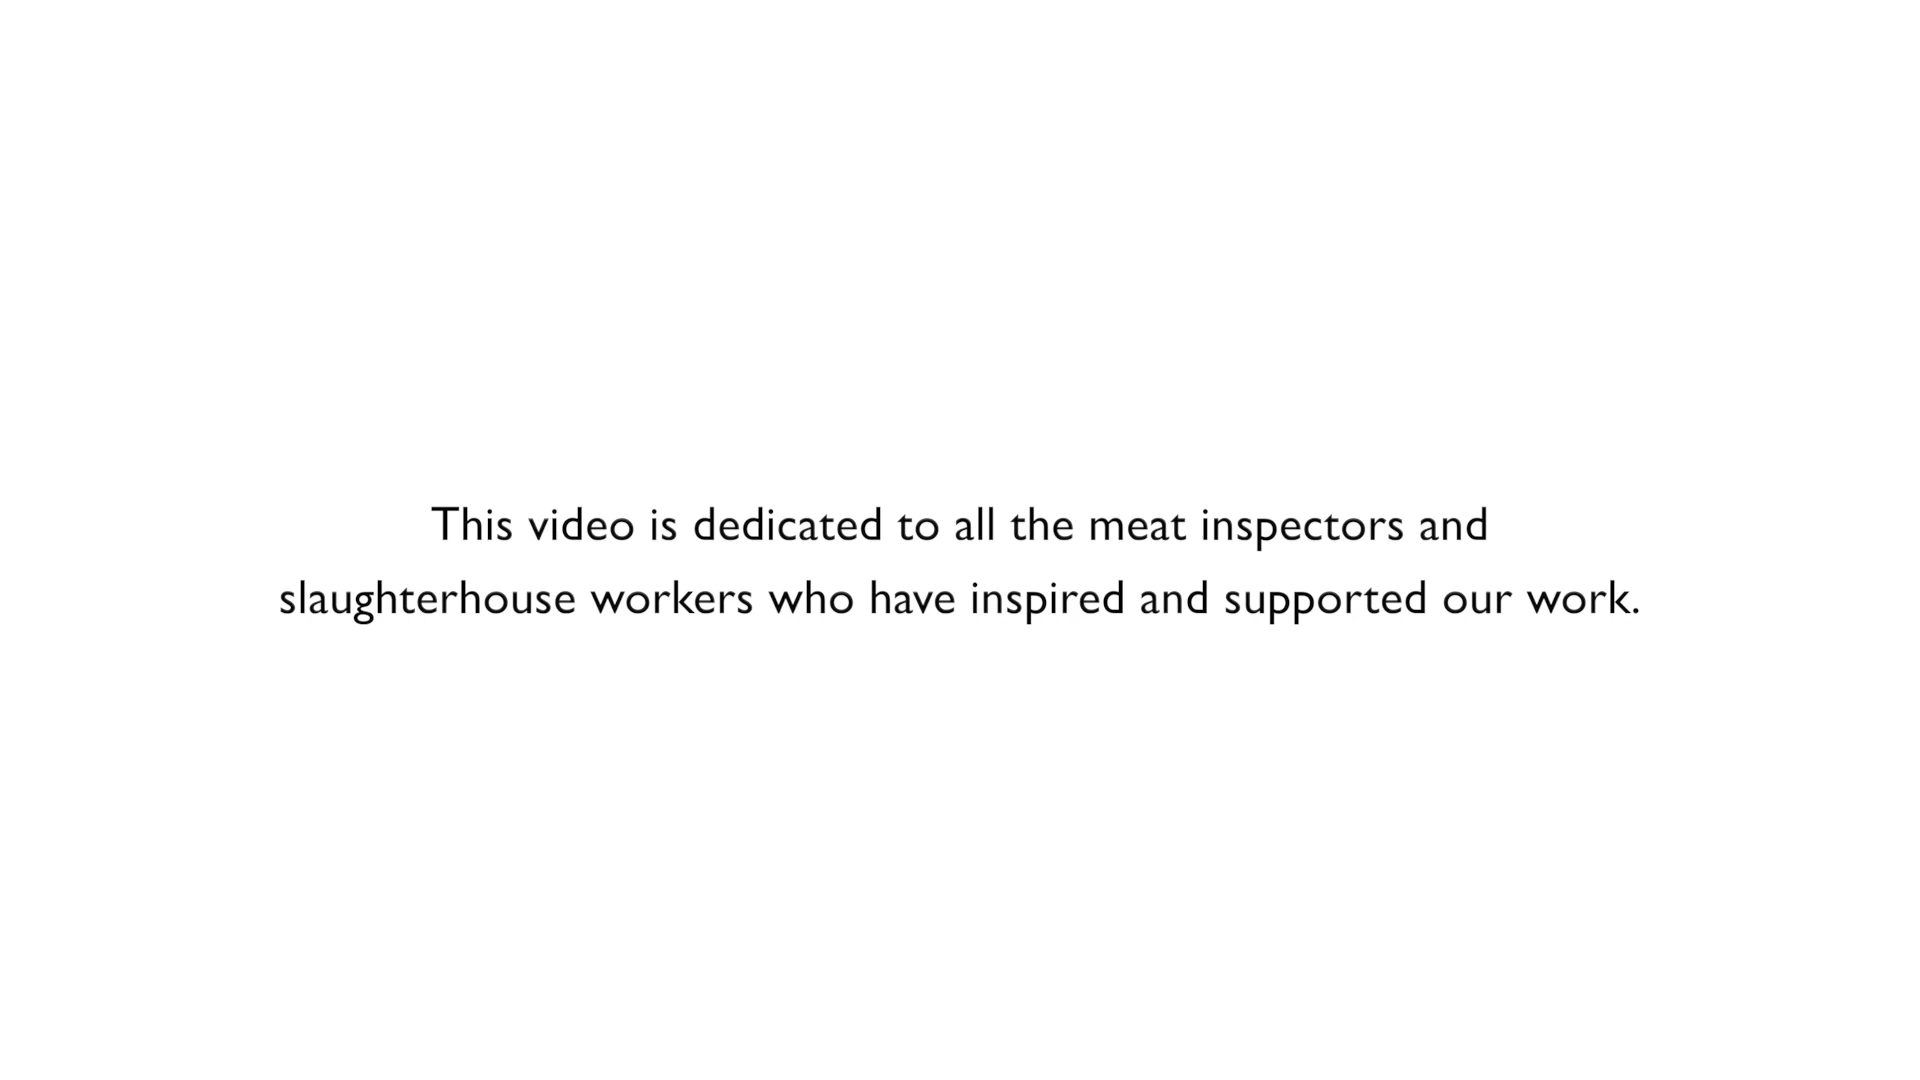 This video is dedicated to all the meat inspectors and
slaughterhouse workers who have inspired and supported our work.